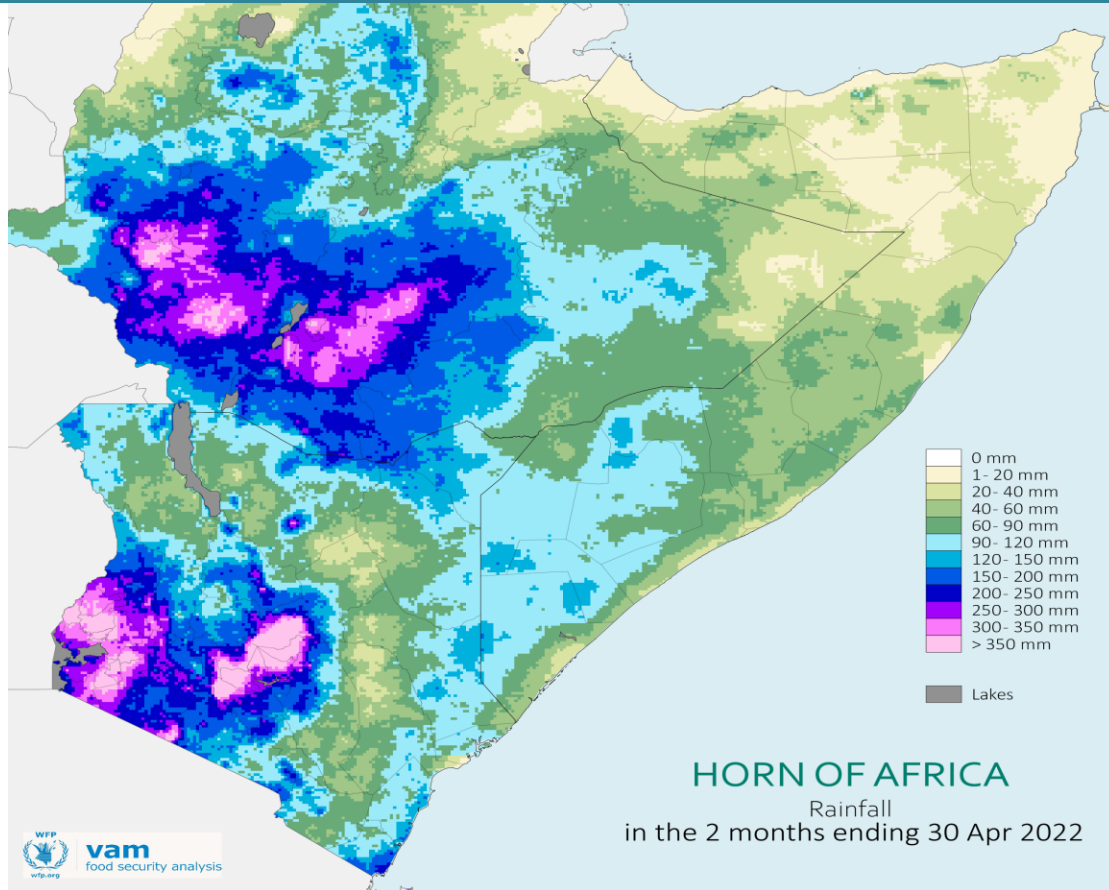 0 mm
1- 20 mm
20- 40 mm
40- 60 mm
60- 90 mm
90- 120 mm
120- 150 mm
150- 200 mm
200- 250 mm
250- 300 mm
300- 350 mm
> 350 mm
Lakes
HORN OF AFRICA
Rainfall
in the 2 months ending 30 Apr 2022
WFP
wfp.org
vam
food security analysis